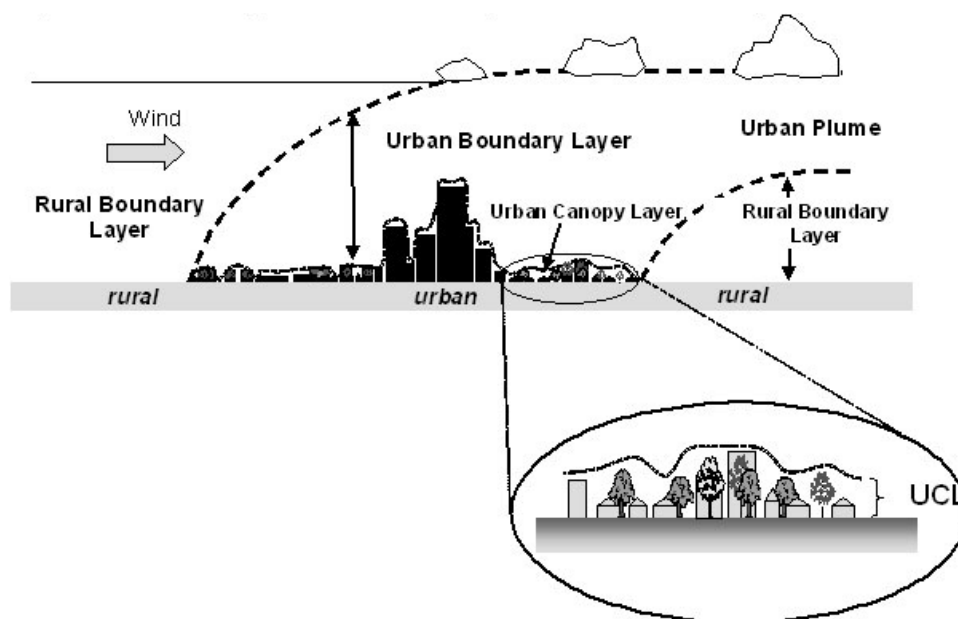 Wind
Urban Boundary Layer
Urban Plume
Rural Boundary
Layer
Urban Canopy Layer
Rural Boundary
Layer
rural
urban
rural
UCL